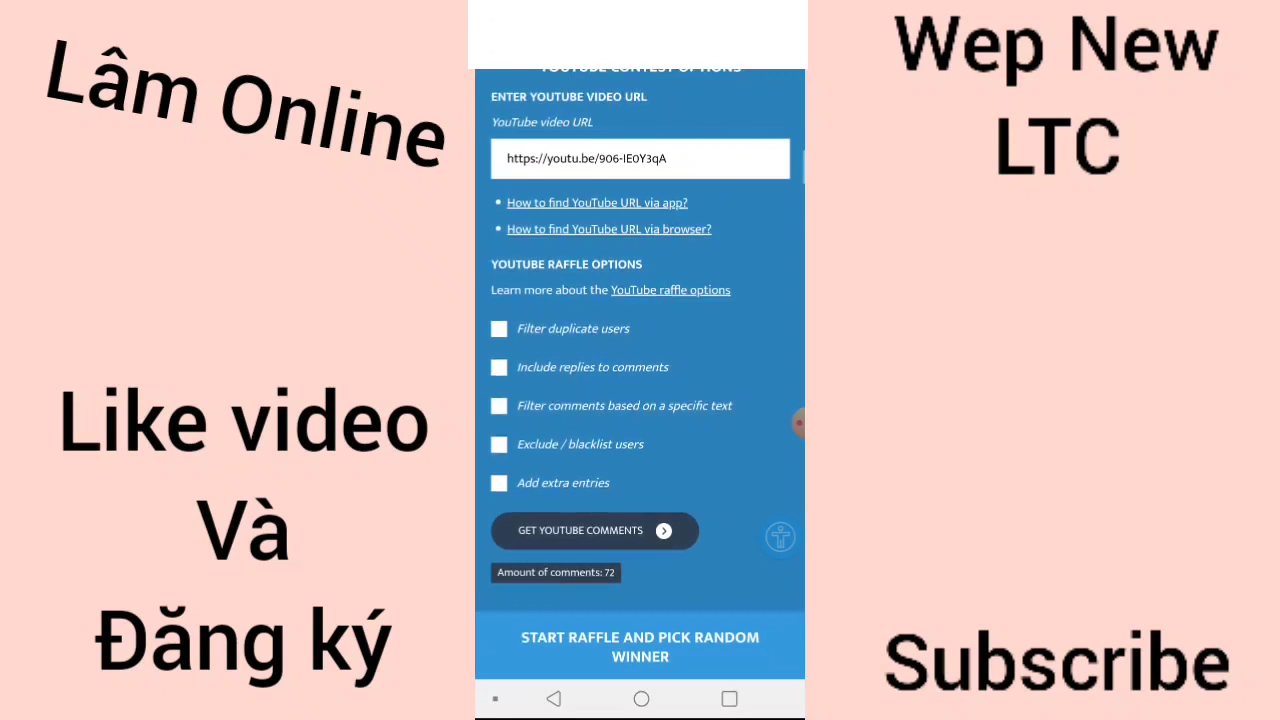 Lâm Online
Like video
Và
Đăng ký
YOUTUBE CONTEST OPTIONS
ENTER YOUTUBE VIDEO URL
YouTube video URL
https://youtu.be/906-IE0Y3qA
How to find YouTube URL via app?
How to find YouTube URL via browser?
YOUTUBE RAFFLE OPTIONS
Learn more about the YouTube raffle options
Filter duplicate users
Include replies to comments
Filter comments based on a specific text
Exclude / blacklist users
Add extra entries
GET YOUTUBE COMMENTS
Amount of comments: 72
START RAFFLE AND PICK RANDOM
WINNER
Wep New
LTC
Subscribe